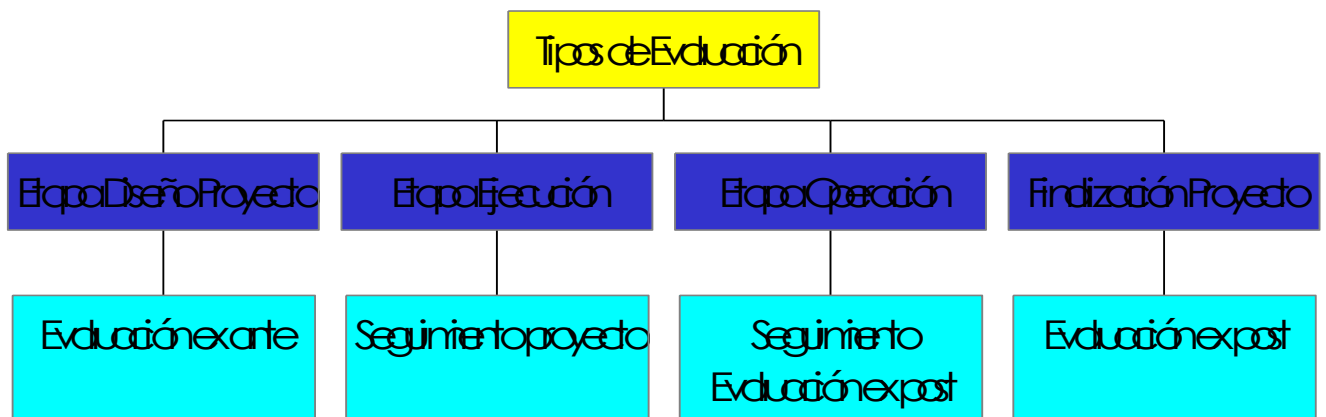 Tipos de Evaluación
Etapa Diseño Proyecto
Etapa Ejecución
Etapa Operación
Finalización Proyecto
Evaluación ex ante
Seguimiento proyecto
Seguimiento
Evaluación ex post
Evaluación ex post